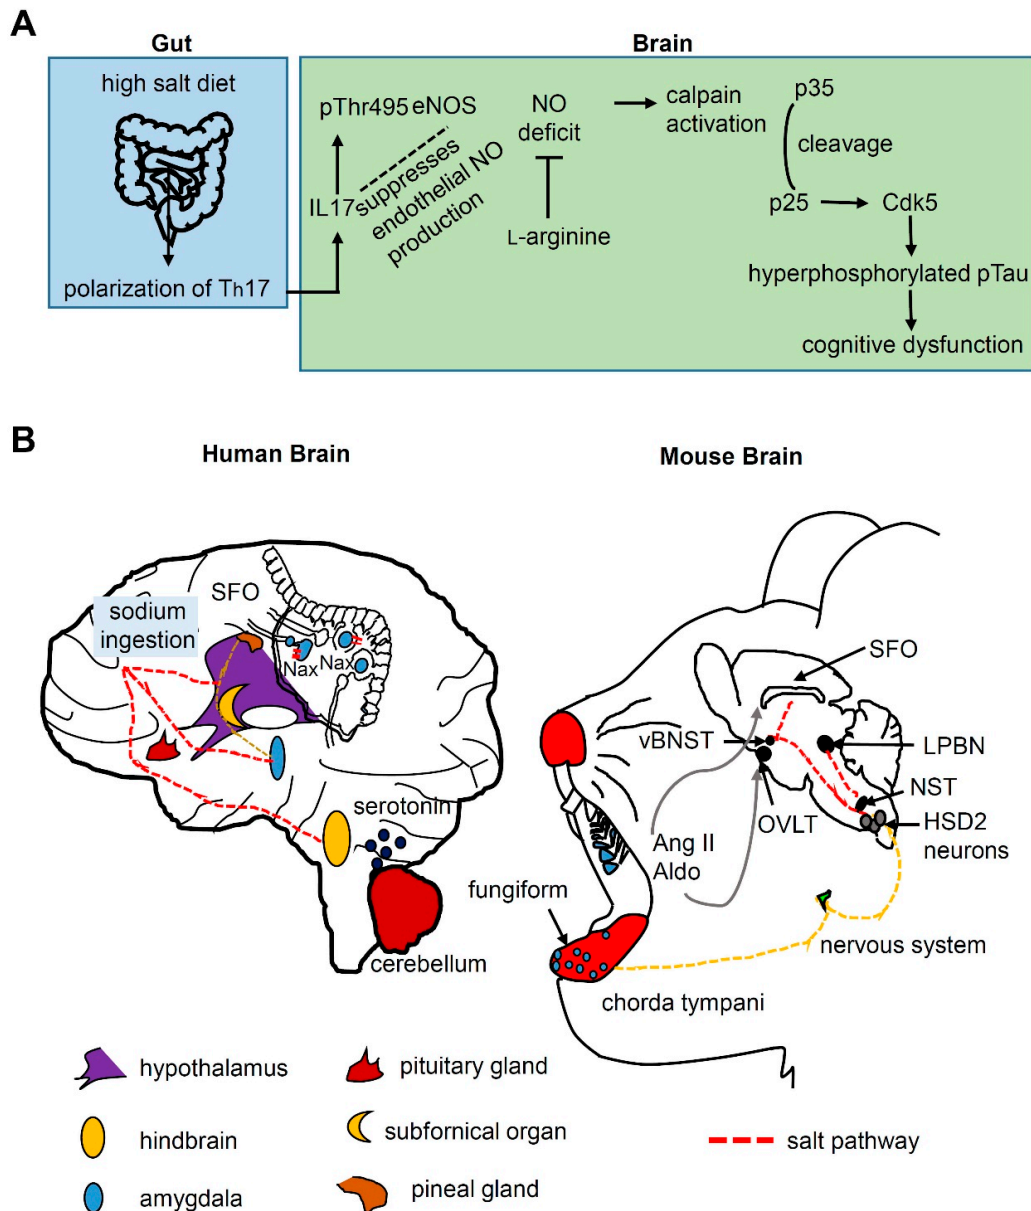 A
Gut
Brain
high salt diet
polarization of Th17
pThr495 eNOS
IL17
suppresses
endothelial NO
production
NO
deficit
L-arginine
calpain
activation
p35
cleavage
p25
Cdk5
hyperphosphorylated pTau
cognitive dysfunction
B
Human Brain
Mouse Brain
sodium
ingestion
SFO
Nax
Nax
serotonin
cerebellum
SFO
vBNST
LPBN
NST
OVLT
HSD2
neurons
Ang II
Aldo
fungiform
nervous system
chorda tympani
hypothalamus
pituitary gland
hindbrain
subfornical organ
salt pathway
amygdala
pineal gland